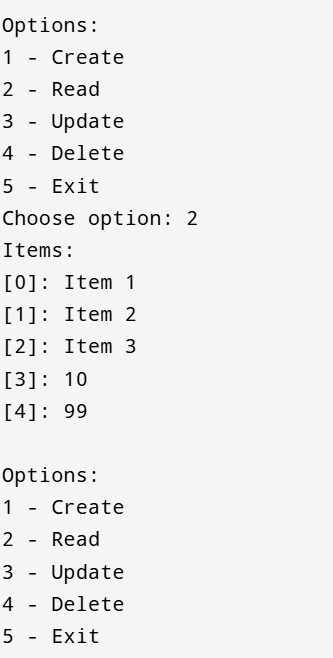 Options:
1 - Create
2 - Read
3 - Update
4 - Delete
5 - Exit
Choose option: 2
Items:
[0]: Item 1
[1]: Item 2
[2]: Item 3
[3]: 10
[4]: 99

Options:
1 - Create
2 - Read
3 - Update
4 - Delete
5 - Exit